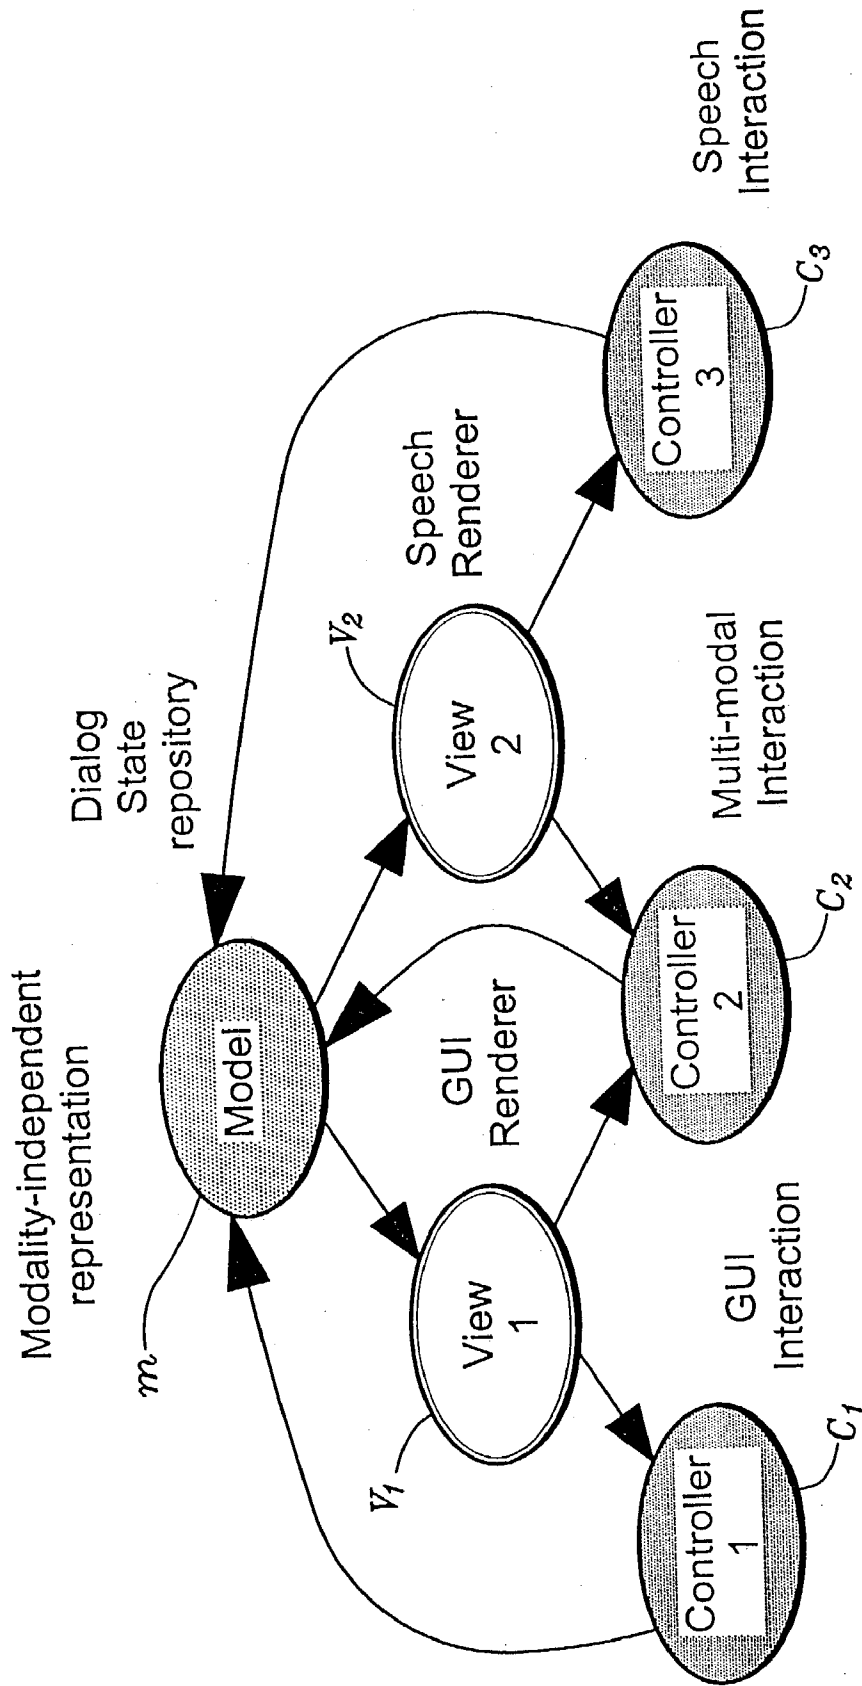 Modality-independent
representation
m
Dialog
State
repository
Model
V1
View
1
GUI
Renderer
V2
View
2
Speech
Renderer
Controller
1
C1
GUI
Interaction
Controller
2
C2
Multi-modal
Interaction
Controller
3
C3
Speech
Interaction